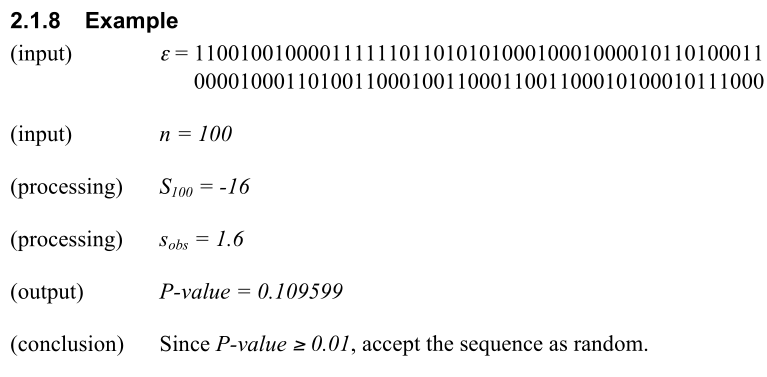 2.1.8 Example
(input) ε = 11001001000011111101101010100010001000010110100011
00001000110100110001001100011001100010100010111000
(input) n = 100
(processing) S100 = -16
(processing) sobs = 1.6
(output) P-value = 0.109599
(conclusion) Since P-value ≥ 0.01, accept the sequence as random.